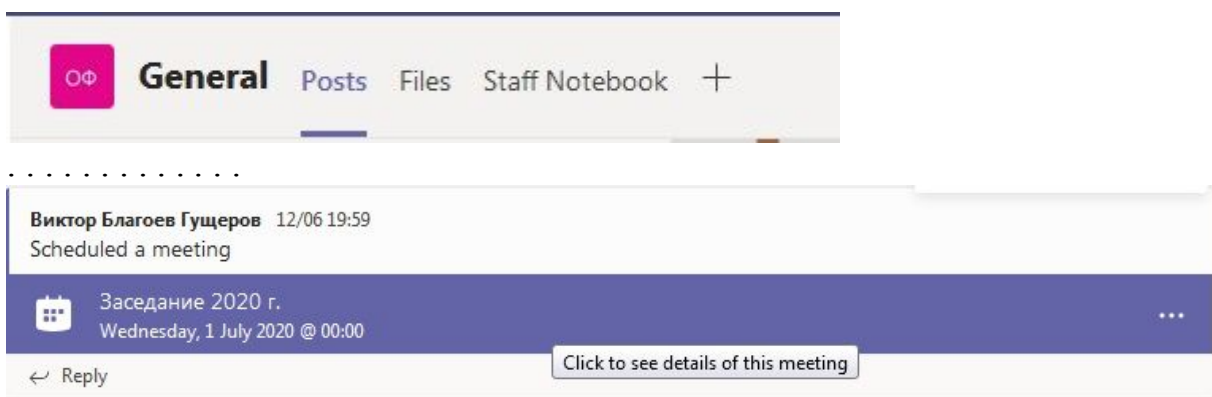 ОФ General Posts Files Staff Notebook +
. . . . . . . . . . . . .
Виктор Благоев Гущеров 12/06 19:59
Scheduled a meeting
Заседание 2020 г.
Wednesday, 1 July 2020 @ 00:00
Click to see details of this meeting
Reply